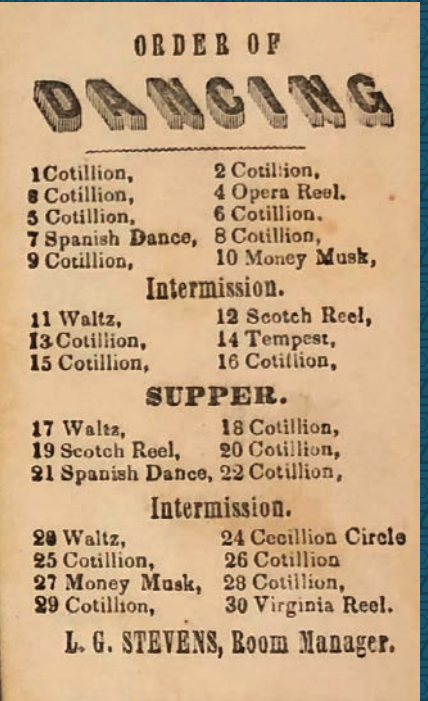 ORDER OF
DANCING
1 Cotillion, 2 Cotillion,
3 Cotillion, 4 Opera Reel.
5 Cotillion, 6 Cotillion.
7 Spanish Dance, 8 Cotillion,
9 Cotillion, 10 Money Musk,
Intermission.
11 Waltz, 12 Scotch Reel,
13 Cotillion, 14 Tempest,
15 Cotillion, 16 Cotillion,
SUPPER.
17 Waltz, 18 Cotillion,
19 Scotch Reel, 20 Cotillion,
21 Spanish Dance, 22 Cotillion,
Intermission.
23 Waltz, 24 Cecillion Circle
25 Cotillion, 26 Cotillion
27 Money Musk, 28 Cotillion,
29 Cotillion, 30 Virginia Reel.
L. G. STEVENS, Room Manager.